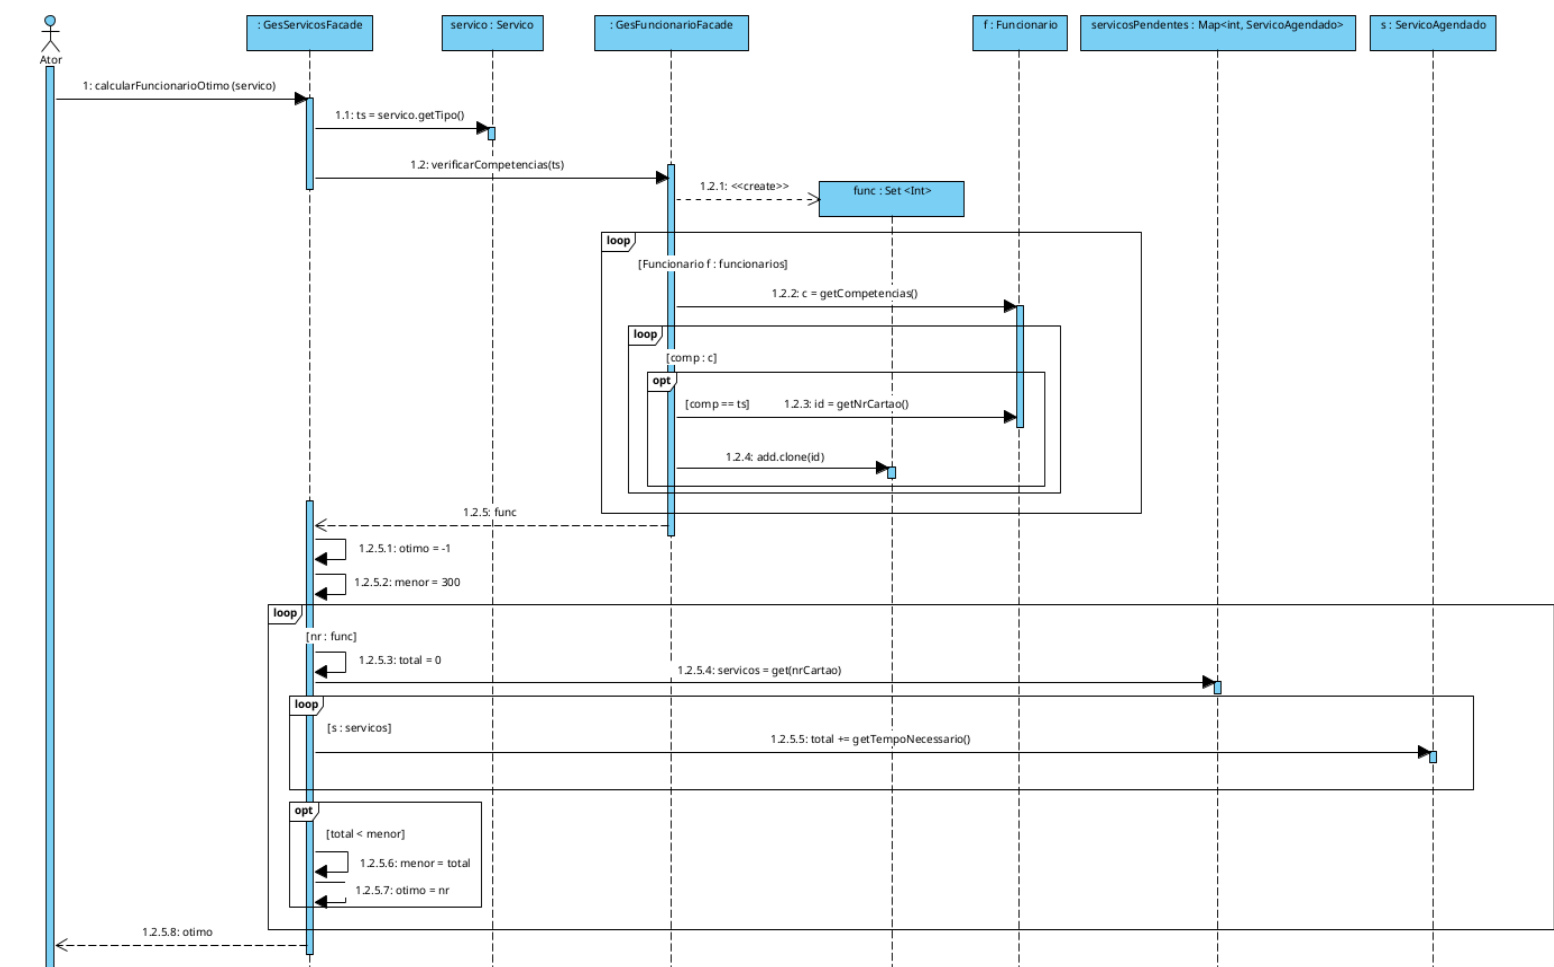 : GesServicosFacade
servico : Servico
: GesFuncionarioFacade
f : Funcionario
servicosPendentes : Map<int, ServicoAgendado>
s : ServicoAgendado
Ator
1: calcularFuncionarioOtimo (servico)
1.1: ts = servico.getTipo()
1.2: verificarCompetencias(ts)
1.2.1: <<create>>
func : Set <Int>
loop
[Funcionario f : funcionarios]
1.2.2: c = getCompetencias()
loop
[comp : c]
opt
[comp == ts]
1.2.3: id = getNrCartao()
1.2.4: add.clone(id)
1.2.5: func
1.2.5.1: otimo = -1
1.2.5.2: menor = 300
loop
[nr : func]
1.2.5.3: total = 0
1.2.5.4: servicos = get(nrCartao)
loop
[s : servicos]
1.2.5.5: total += getTempoNecessario()
opt
[total < menor]
1.2.5.6: menor = total
1.2.5.7: otimo = nr
1.2.5.8: otimo